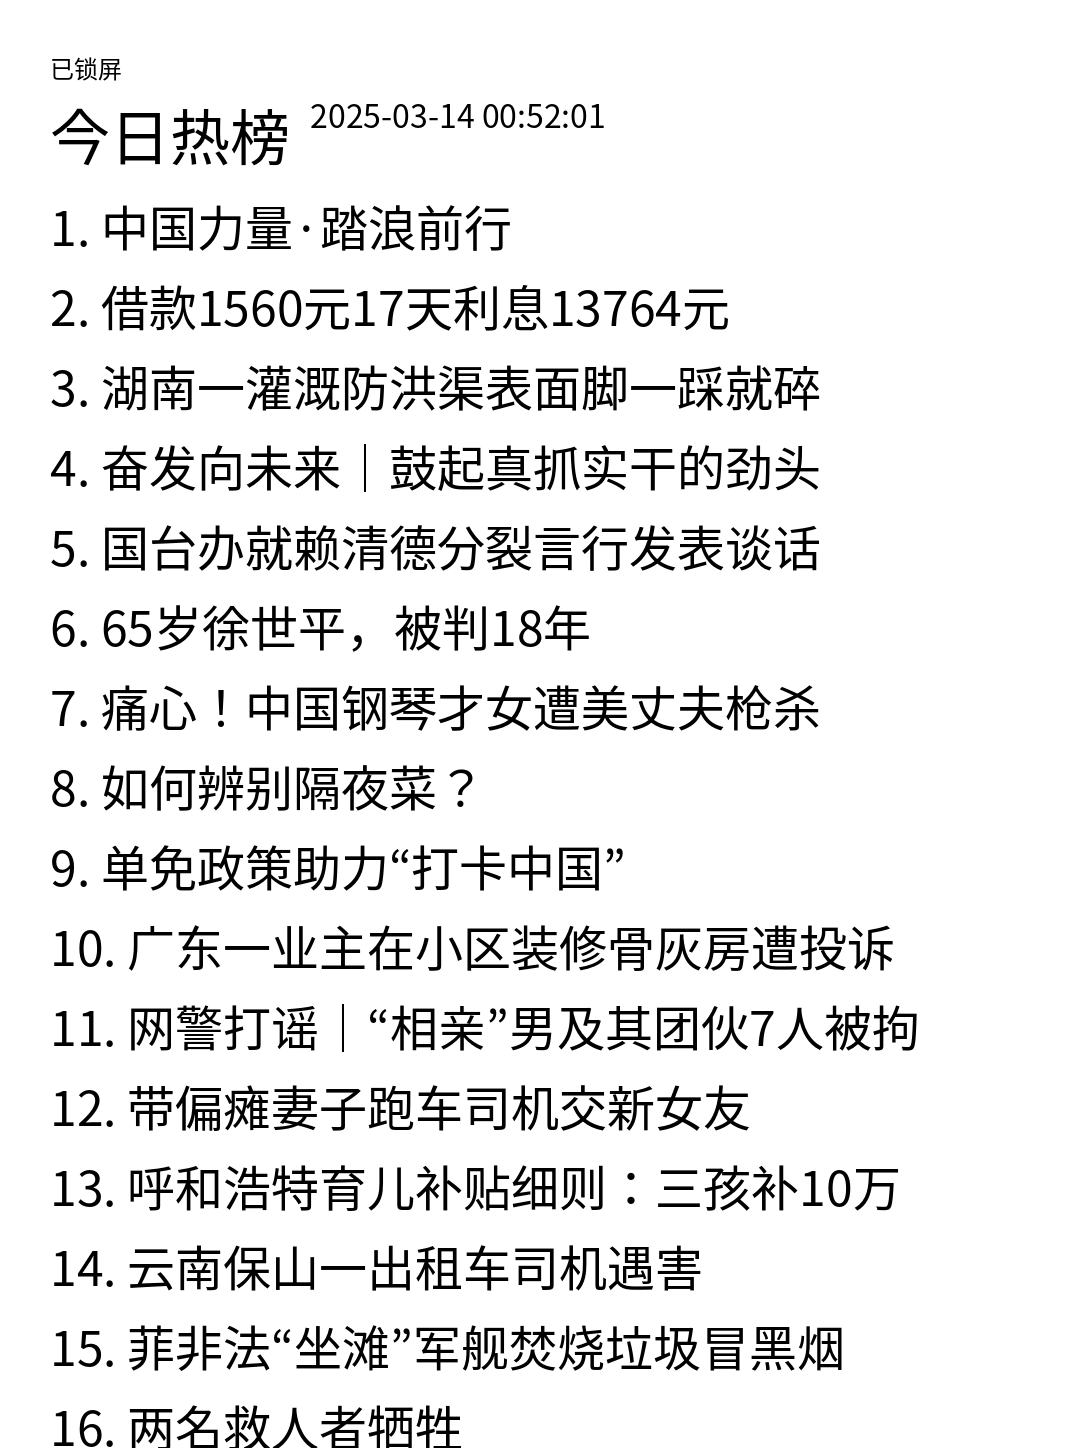 已锁屏
今日热榜 2025-03-14 00:52:01
1. 中国力量·踏浪前行
2. 借款1560元17天利息13764元
3. 湖南一灌溉防洪渠表面脚一踩就碎
4. 奋发向未来｜鼓起真抓实干的劲头
5. 国台办就赖清德分裂言行发表谈话
6. 65岁徐世平，被判18年
7. 痛心！中国钢琴才女遭美丈夫枪杀
8. 如何辨别隔夜菜？
9. 单免政策助力“打卡中国”
10. 广东一业主在小区装修骨灰房遭投诉
11. 网警打谣｜“相亲”男及其团伙7人被拘
12. 带偏瘫妻子跑车司机交新女友
13. 呼和浩特育儿补贴细则：三孩补10万
14. 云南保山一出租车司机遇害
15. 菲非法“坐滩”军舰焚烧垃圾冒黑烟
16. 两名救人者牺牲